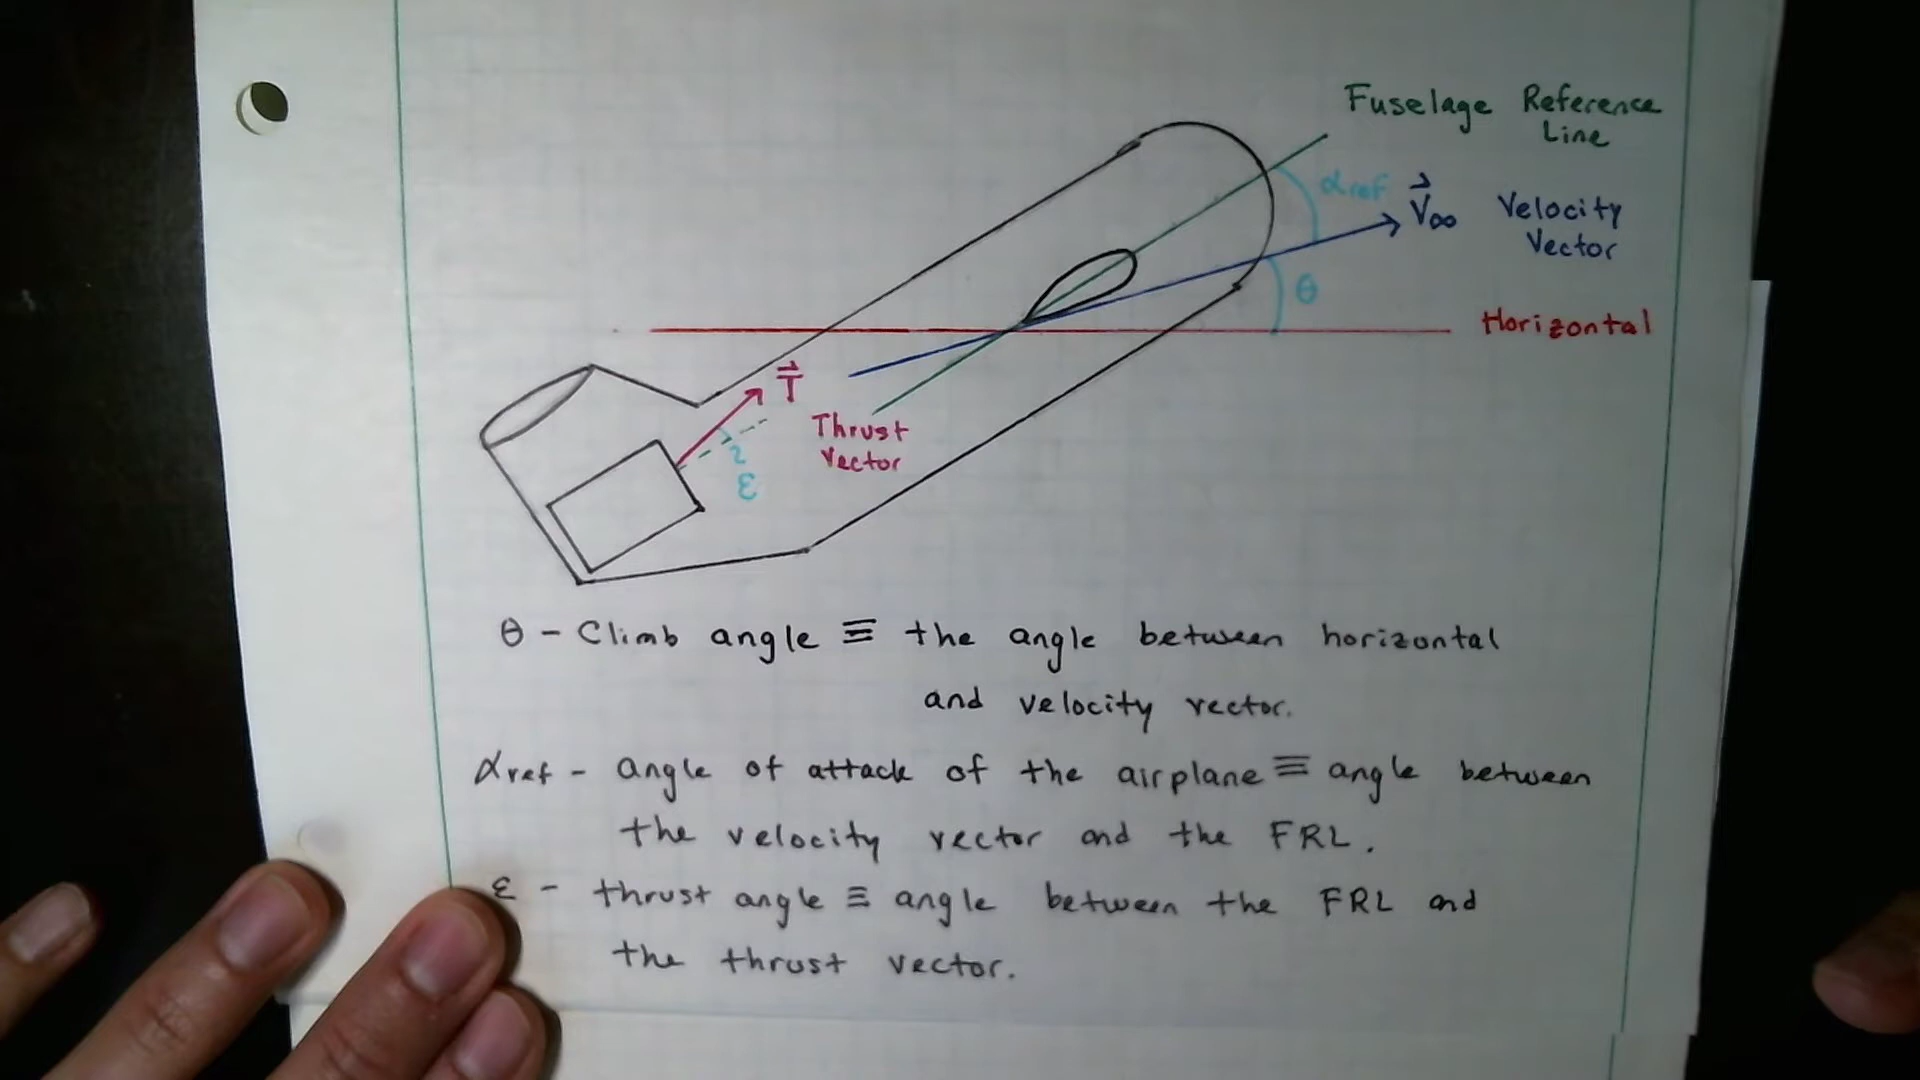 Fuselage Reference
Line
αref
V∞ Velocity
Vector
θ
Horizontal
T
Thrust
Vector
ε
θ - Climb angle ≡ the angle between horizontal
and velocity vector.
αref - angle of attack of the airplane ≡ angle between
the velocity vector and the FRL.
ε - thrust angle ≡ angle between the FRL and
the thrust vector.